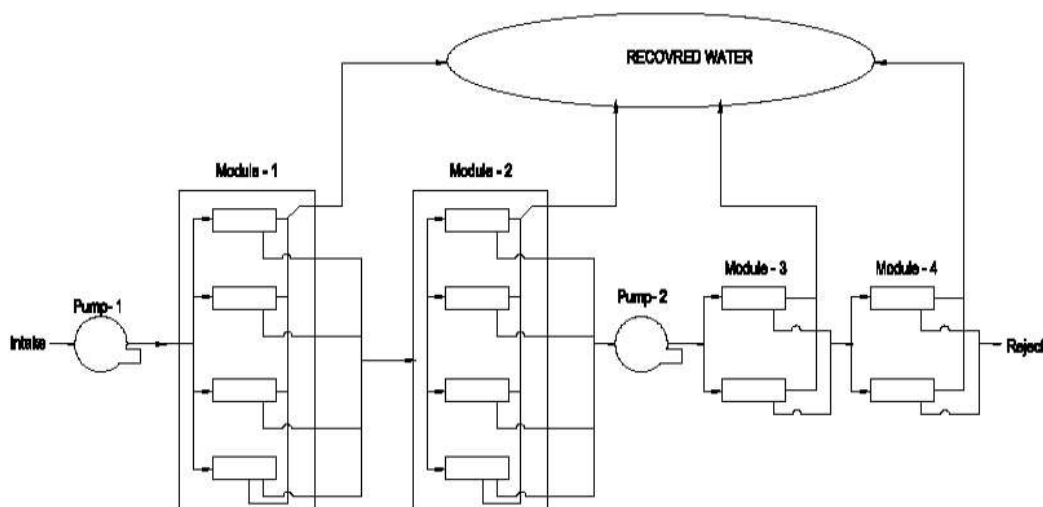 RECOVRED WATER
Module - 1
Module - 2
Module - 3
Module - 4
Pump- 1
Pump- 2
Intake
Reject